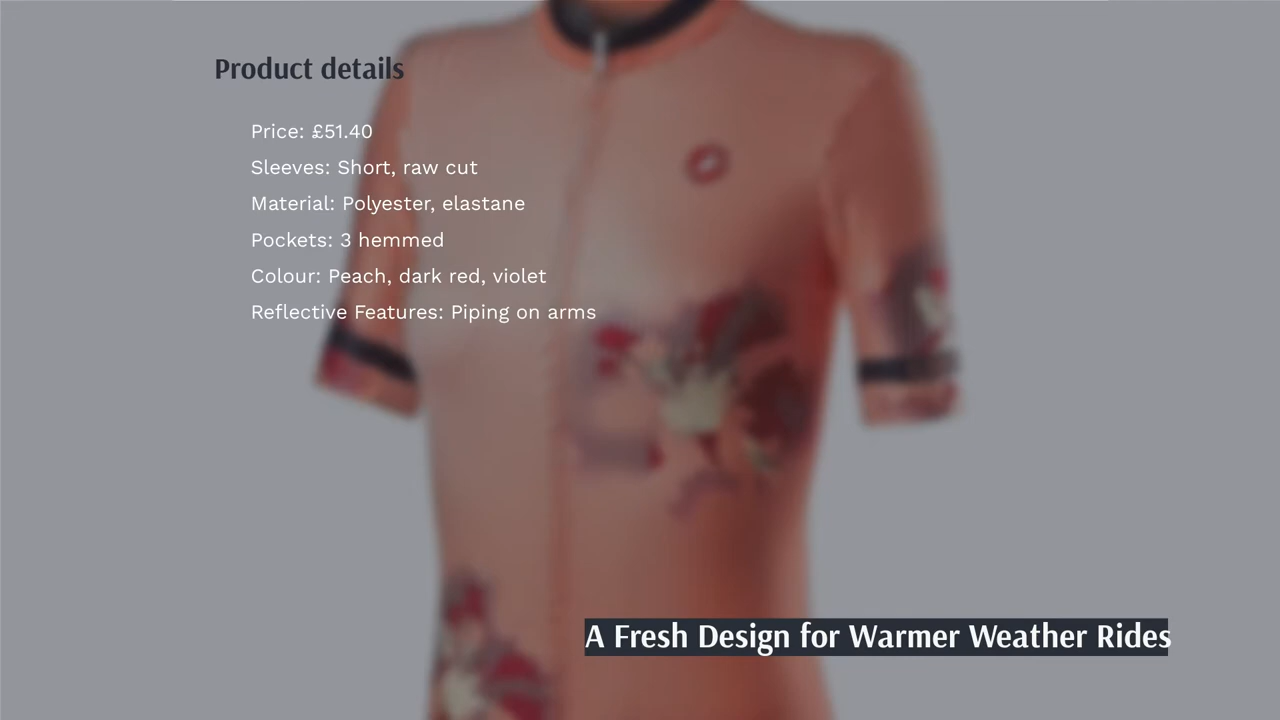 Product details
Price: £51.40
Sleeves: Short, raw cut
Material: Polyester, elastane
Pockets: 3 hemmed
Colour: Peach, dark red, violet
Reflective Features: Piping on arms
A Fresh Design for Warmer Weather Rides